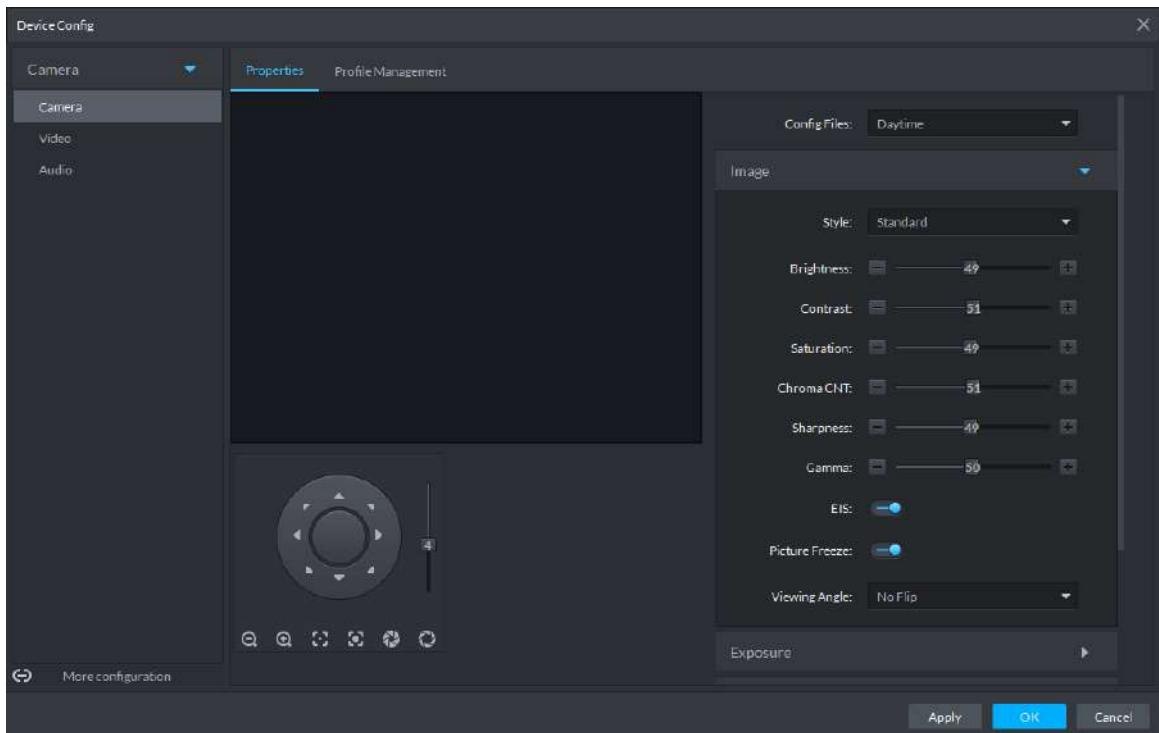 Device Config
Camera
Camera
Video
Audio
More configuration
Properties
Profile Management
4
Config Files: Daytime
Image
Style: Standard
Brightness: 49
Contrast: 51
Saturation: 49
Chroma CNT: 51
Sharpness: 49
Gamma: 50
EIS:
Picture Freeze:
Viewing Angle: No Flip
Exposure
Apply
OK
Cancel